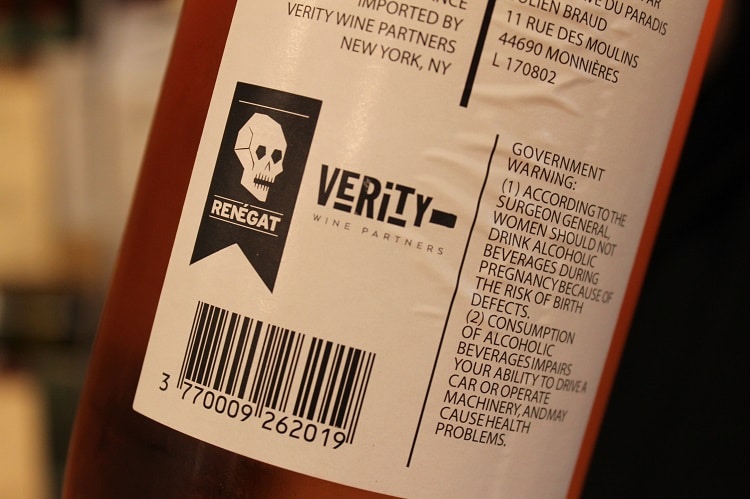 IMPORTED BY
VERITY WINE PARTNERS
NEW YORK, NY
DU PARADIS
BRAUD
11 RUE DES MOULINS
44690 MONNIÈRES
L 170802
RENÉGAT
VERITY
WINE PARTNERS
3 770009 262019
GOVERNMENT
WARNING:
(1) ACCORDING TO THE
SURGEON GENERAL,
WOMEN SHOULD NOT
DRINK ALCOHOLIC
BEVERAGES DURING
PREGNANCY BECAUSE OF
THE RISK OF BIRTH
DEFECTS.
(2) CONSUMPTION
OF ALCOHOLIC
BEVERAGES IMPAIRS
YOUR ABILITY TO DRIVE A
CAR OR OPERATE
MACHINERY, AND MAY
CAUSE HEALTH
PROBLEMS.